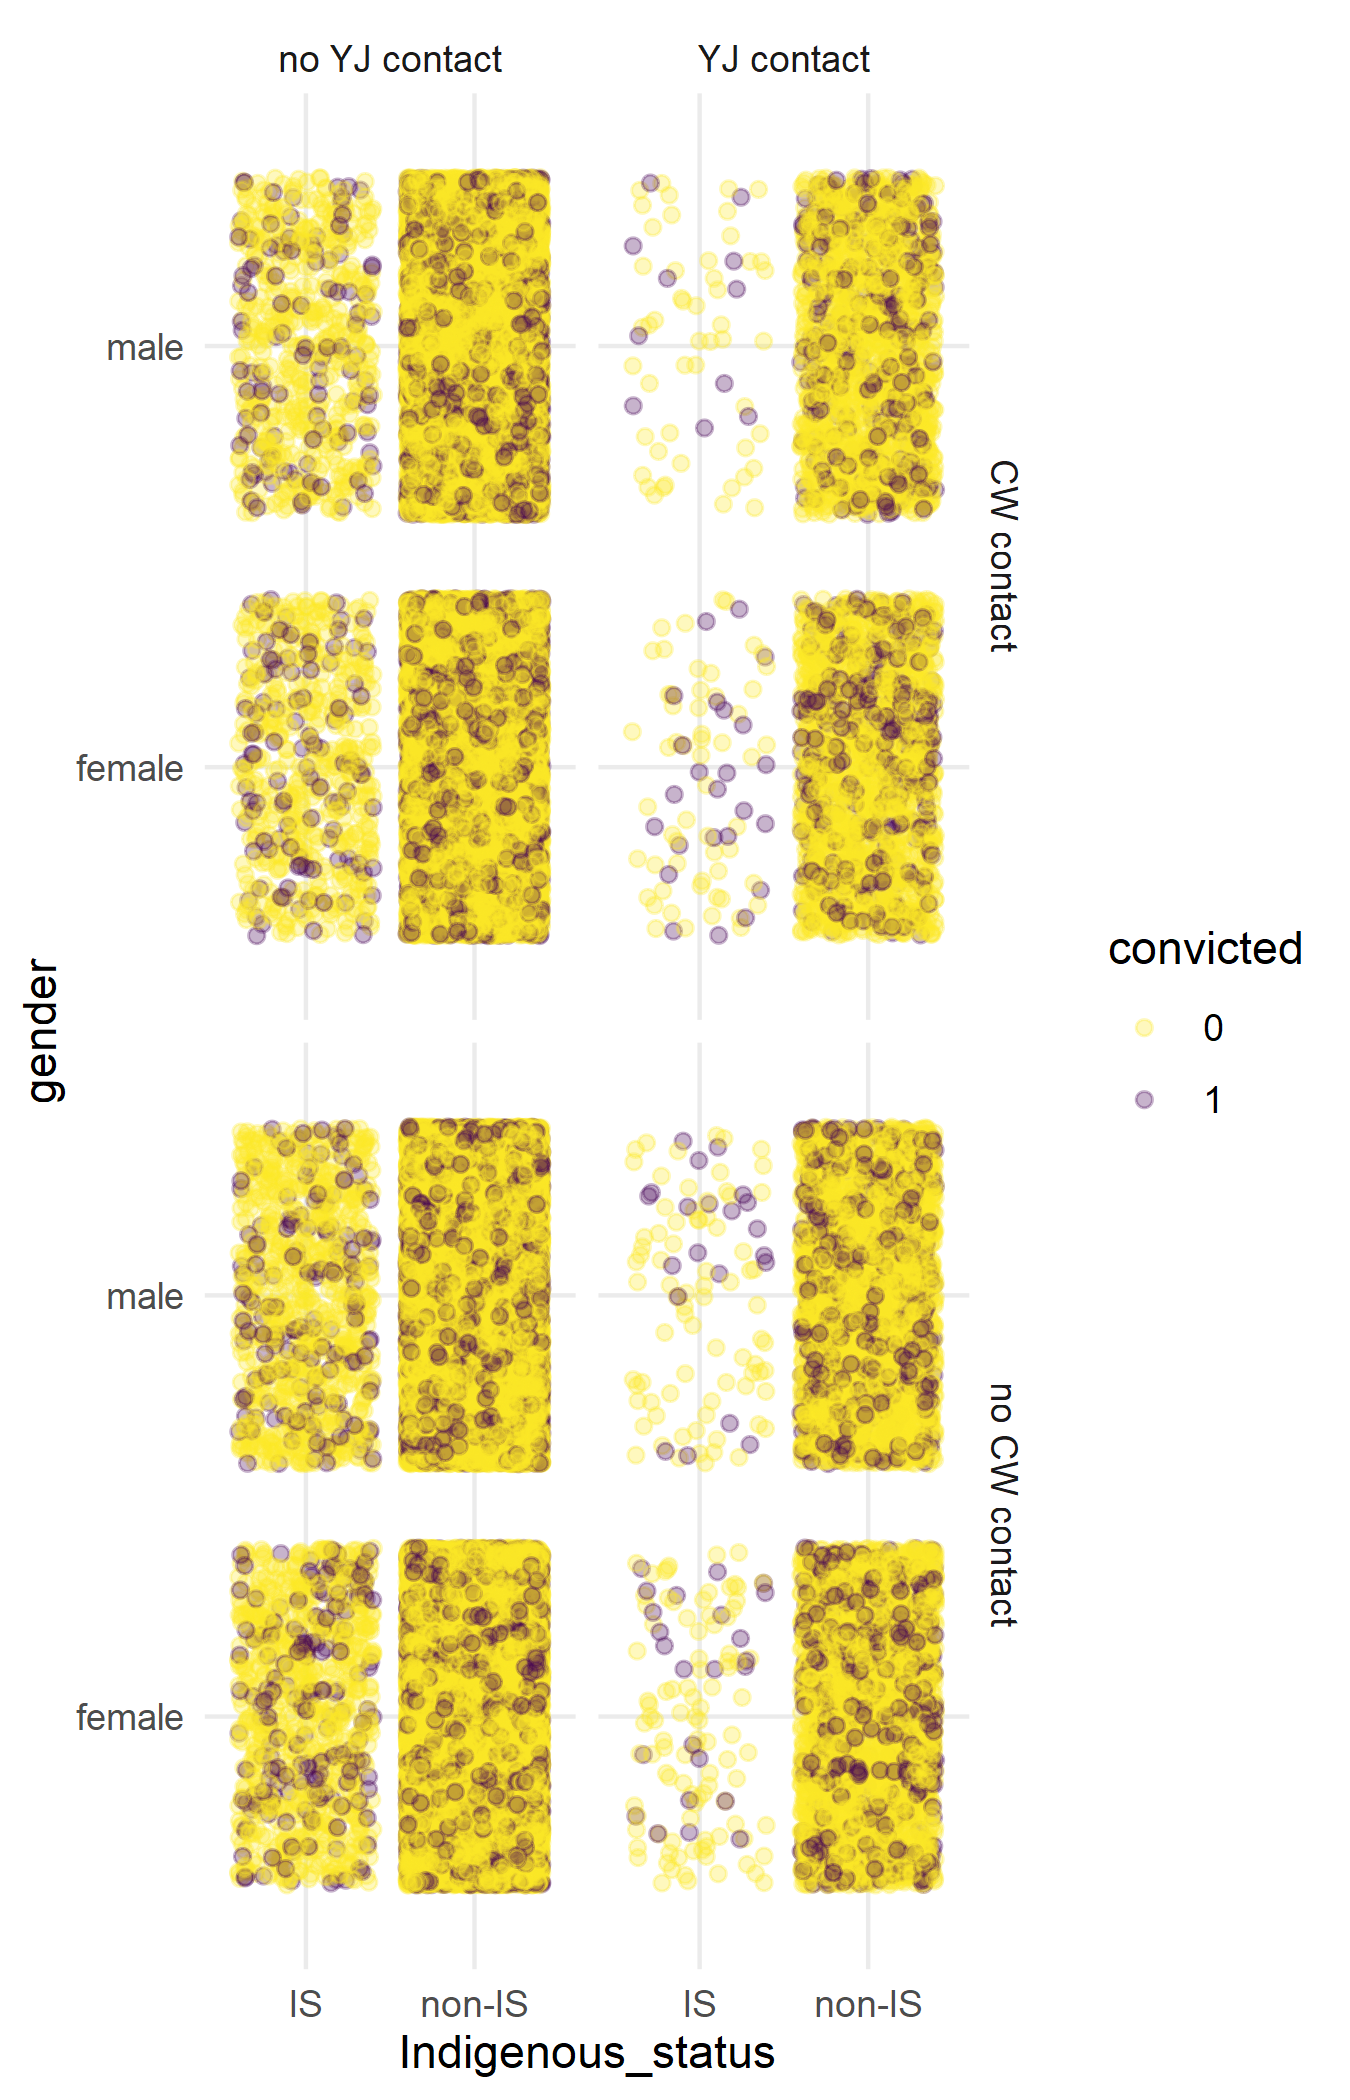 no YJ contact
YJ contact
male
CW contact
female
gender
convicted
0
1
male
no CW contact
female
IS
non-IS
IS
non-IS
Indigenous_status